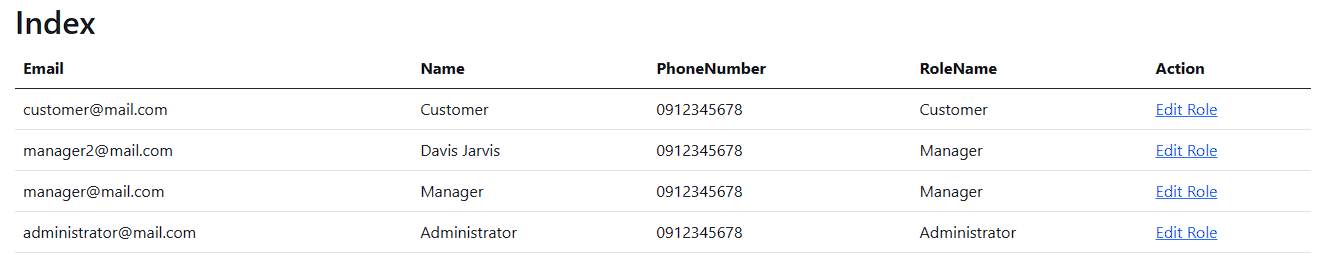 Index
Email Name PhoneNumber RoleName Action
customer@mail.com Customer 0912345678 Customer Edit Role
manager2@mail.com Davis Jarvis 0912345678 Manager Edit Role
manager@mail.com Manager 0912345678 Manager Edit Role
administrator@mail.com Administrator 0912345678 Administrator Edit Role